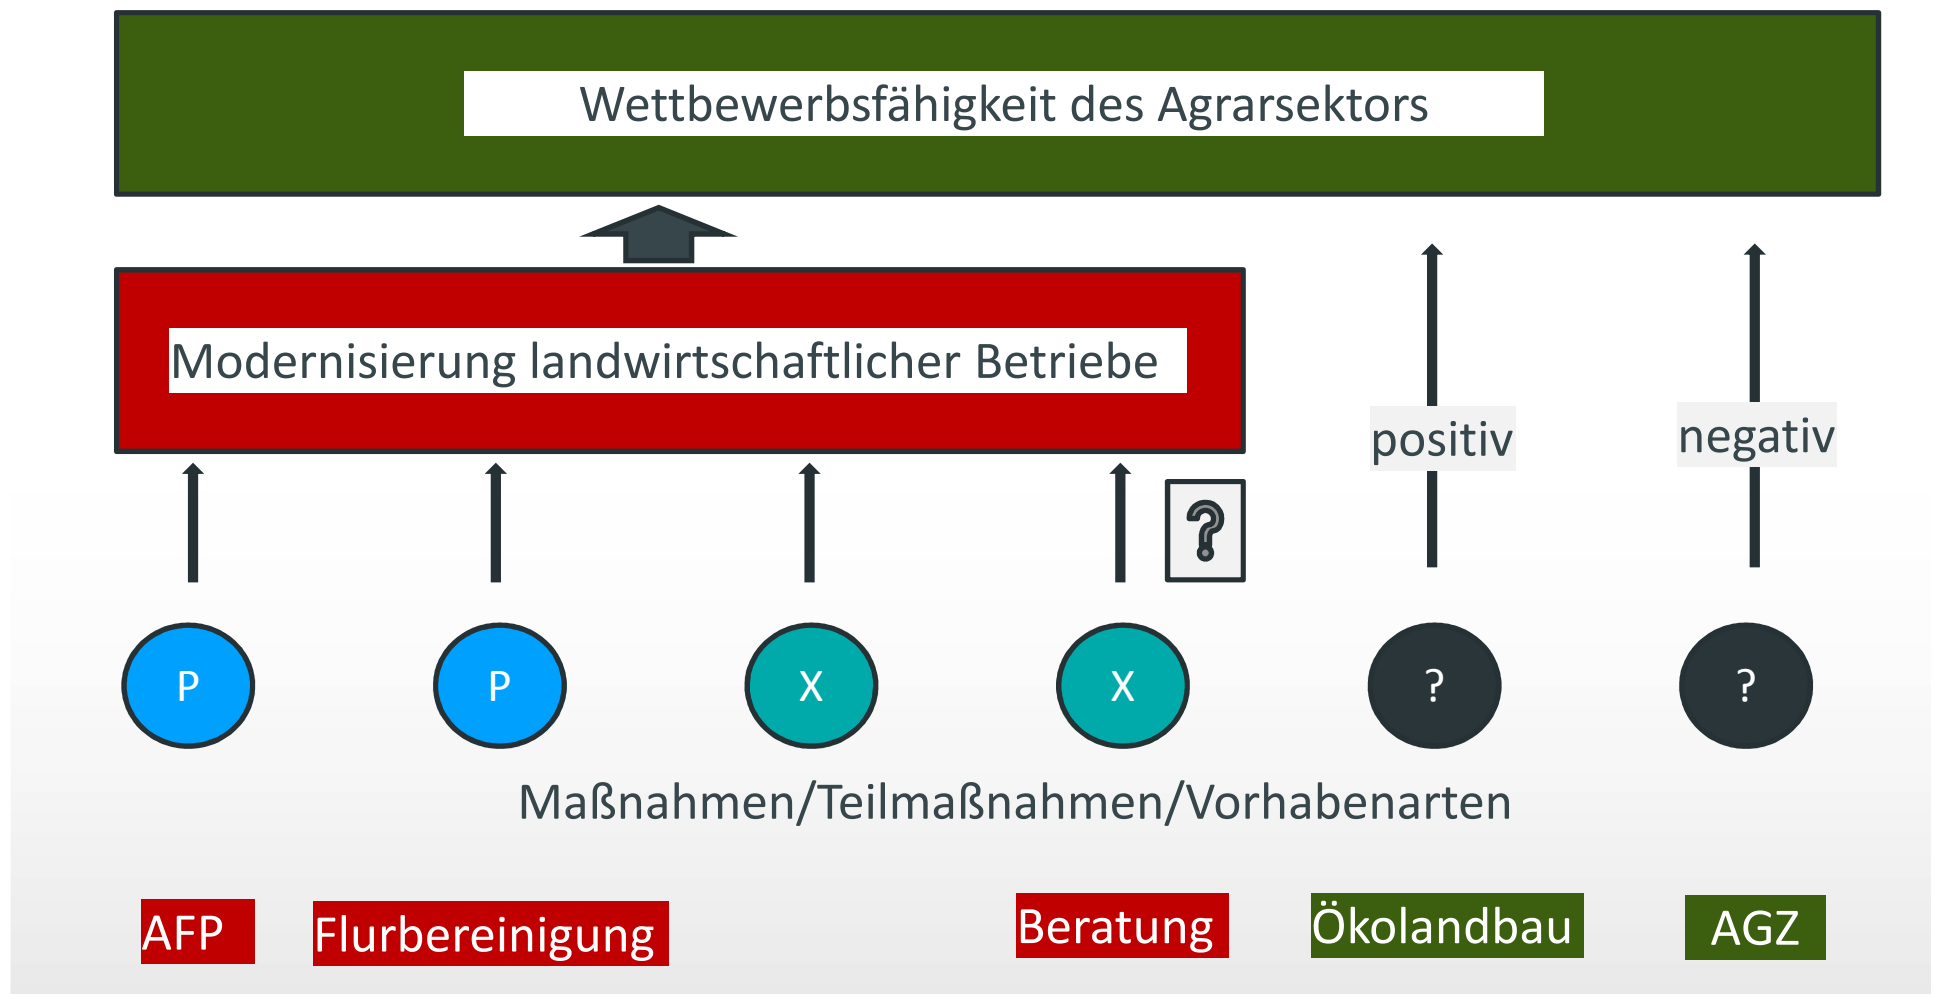 Wettbewerbsfähigkeit des Agrarsektors
Modernisierung landwirtschaftlicher Betriebe
positiv
negativ
?
P P X X ? ?
Maßnahmen/Teilmaßnahmen/Vorhabenarten
AFP Flurbereinigung Beratung Ökolandbau AGZ